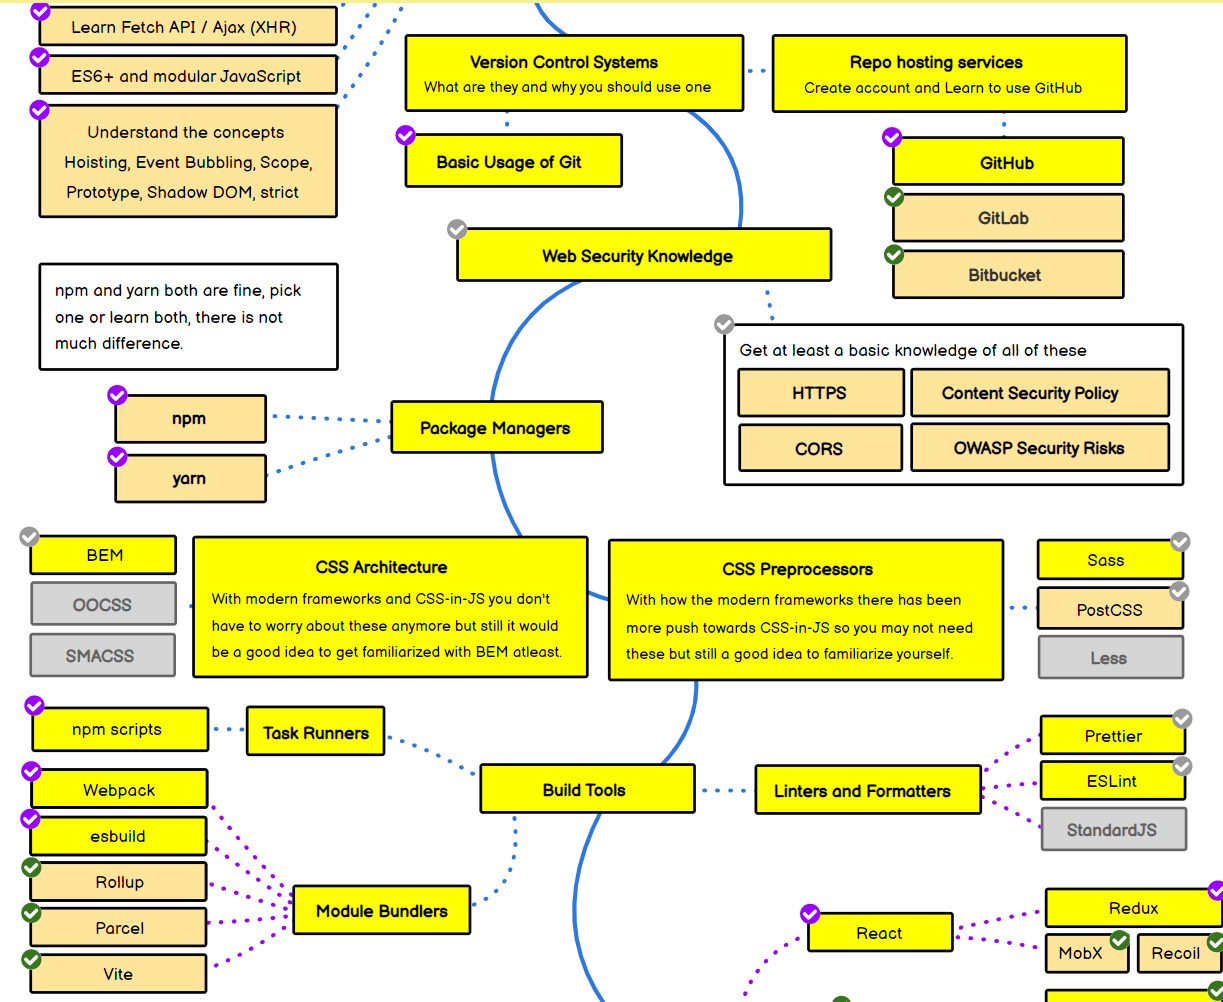 Learn Fetch API / Ajax (XHR)
ES6+ and modular JavaScript
Understand the concepts
Hoisting, Event Bubbling, Scope,
Prototype, Shadow DOM, strict
Version Control Systems
What are they and why you should use one
Repo hosting services
Create account and Learn to use GitHub
Basic Usage of Git
GitHub
GitLab
Bitbucket
Web Security Knowledge
npm and yarn both are fine, pick
one or learn both, there is not
much difference.
Get at least a basic knowledge of all of these
HTTPS
Content Security Policy
CORS
OWASP Security Risks
npm
yarn
Package Managers
BEM
OOCSS
SMACSS
CSS Architecture
With modern frameworks and CSS-in-JS you don't
have to worry about these anymore but still it would
be a good idea to get familiarized with BEM atleast.
CSS Preprocessors
With how the modern frameworks there has been
more push towards CSS-in-JS so you may not need
these but still a good idea to familiarize yourself.
Sass
PostCSS
Less
npm scripts
Task Runners
Build Tools
Linters and Formatters
Prettier
ESLint
StandardJS
Webpack
esbuild
Rollup
Parcel
Vite
Module Bundlers
React
Redux
MobX
Recoil